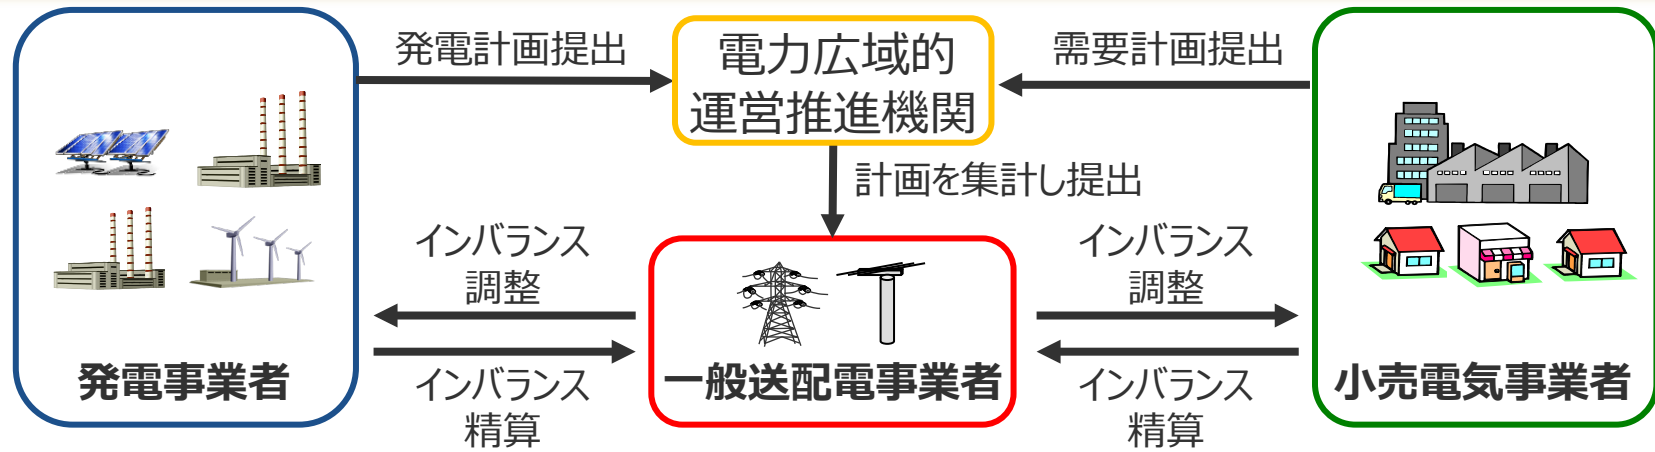 発電計画提出
電力広域的
運営推進機関
需要計画提出
計画を集計し提出
インバランス
調整
インバランス
調整
発電事業者
インバランス
精算
一般送配電事業者
インバランス
精算
小売電気事業者